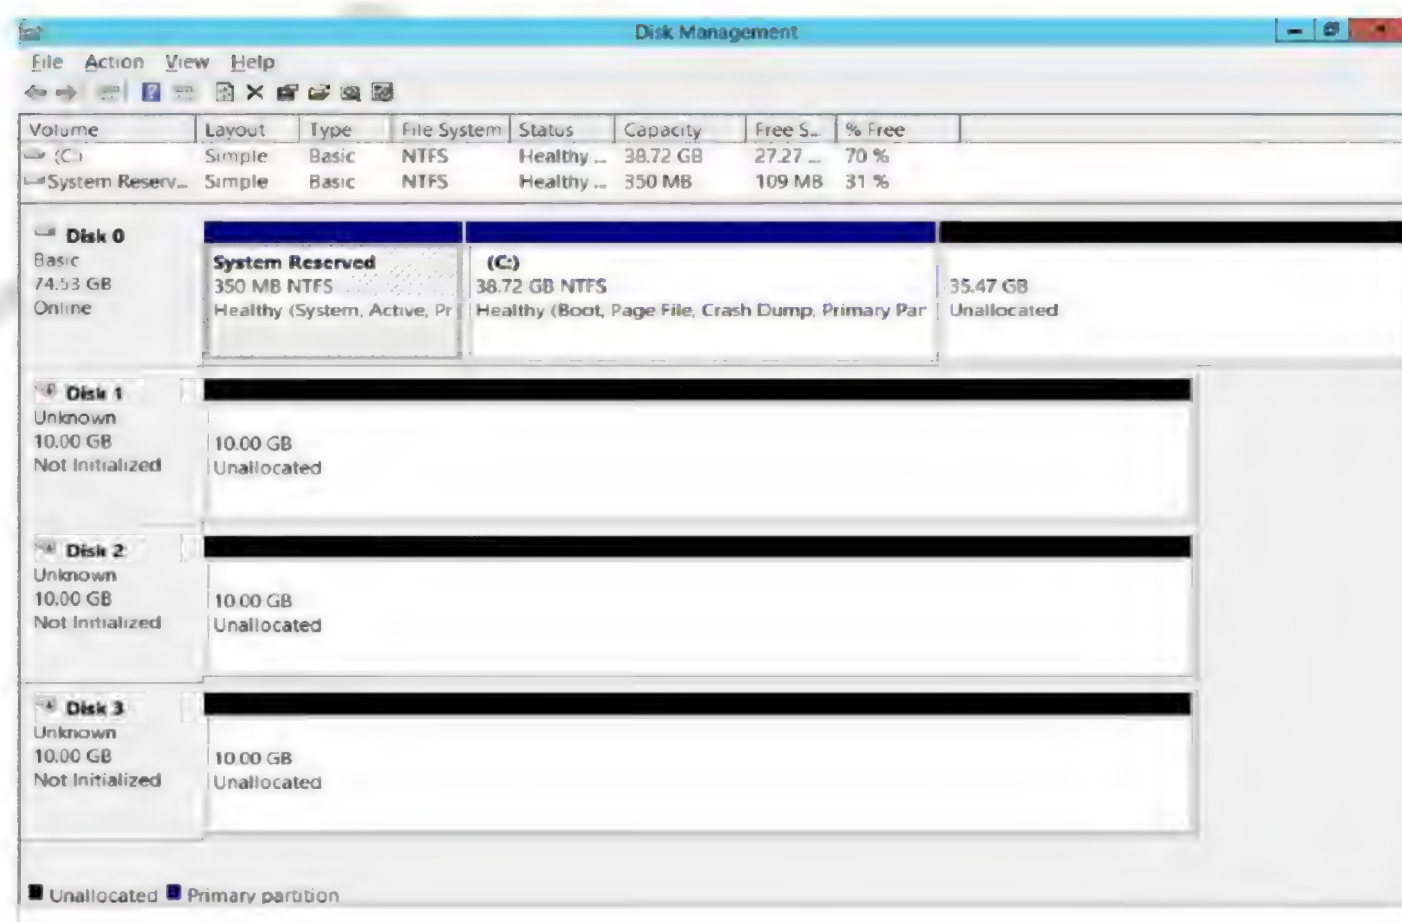 Disk Management
File Action View Help
Volume Layout Type File System Status Capacity Free S... % Free
(C:) Simple Basic NTFS Healthy ... 38.72 GB 27.27 ... 70 %
System Reserv... Simple Basic NTFS Healthy ... 350 MB 109 MB 31 %
Disk 0
Basic
74.53 GB
Online
System Reserved
350 MB NTFS
Healthy (System, Active, Pr
(C:)
38.72 GB NTFS
Healthy (Boot, Page File, Crash Dump, Primary Par
35.47 GB
Unallocated
Disk 1
Unknown
10.00 GB
Not Initialized
10.00 GB
Unallocated
Disk 2
Unknown
10.00 GB
Not Initialized
10.00 GB
Unallocated
Disk 3
Unknown
10.00 GB
Not Initialized
10.00 GB
Unallocated
Unallocated Primary partition